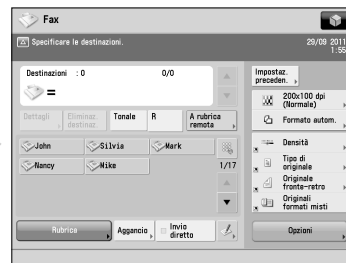 Fax
Specificare le destinazioni.
29/09 2011
1:55
Destinazioni : 0
0/0
=
Dettagli
Eliminaz.
destinaz.
Tonale
R
A rubrica
remota
John
Silvia
Mark
Nancy
Mike
1/17
Rubrica
Aggancio
Invio
diretto
Impostaz.
preceden.
200x100 dpi
(Normale)
Formato autom.
Densità
Tipo di
originale
Originale
fronte-retro
Originali
formati misti
Opzioni